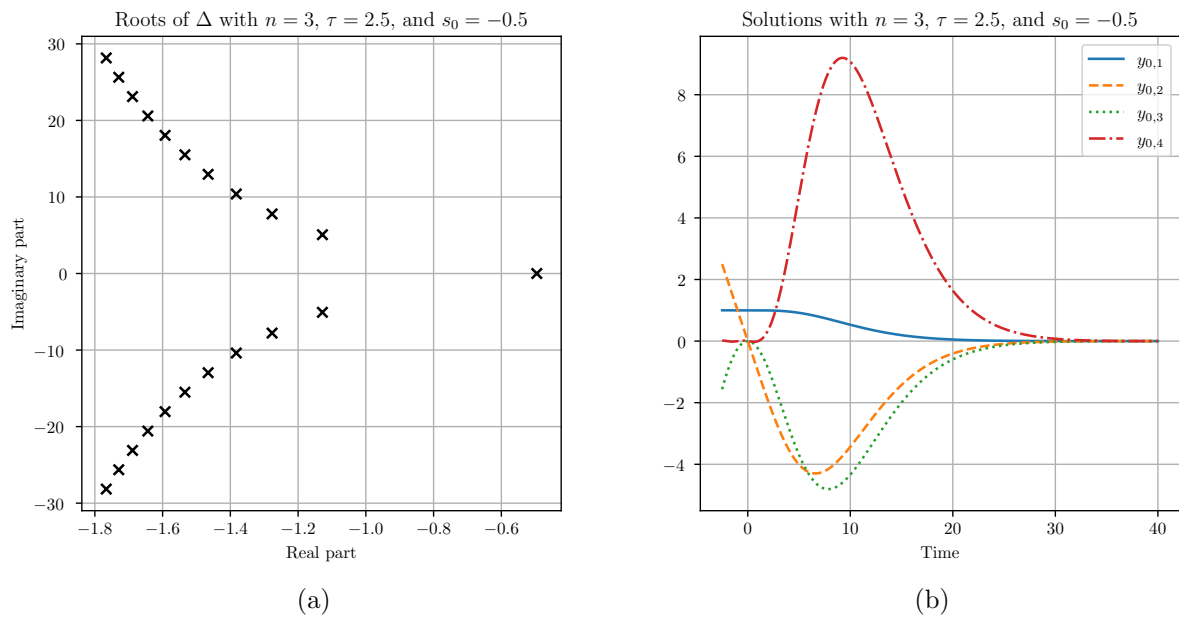 Roots of Δ with n = 3, τ = 2.5, and s₀ = −0.5
30
20
10
0
−10
−20
−30
Imaginary part
−1.8 −1.6 −1.4 −1.2 −1.0 −0.8 −0.6
Real part
(a)
Solutions with n = 3, τ = 2.5, and s₀ = −0.5
y₀,₁
y₀,₂
y₀,₃
y₀,₄
8
6
4
2
0
−2
−4
0 10 20 30 40
Time
(b)